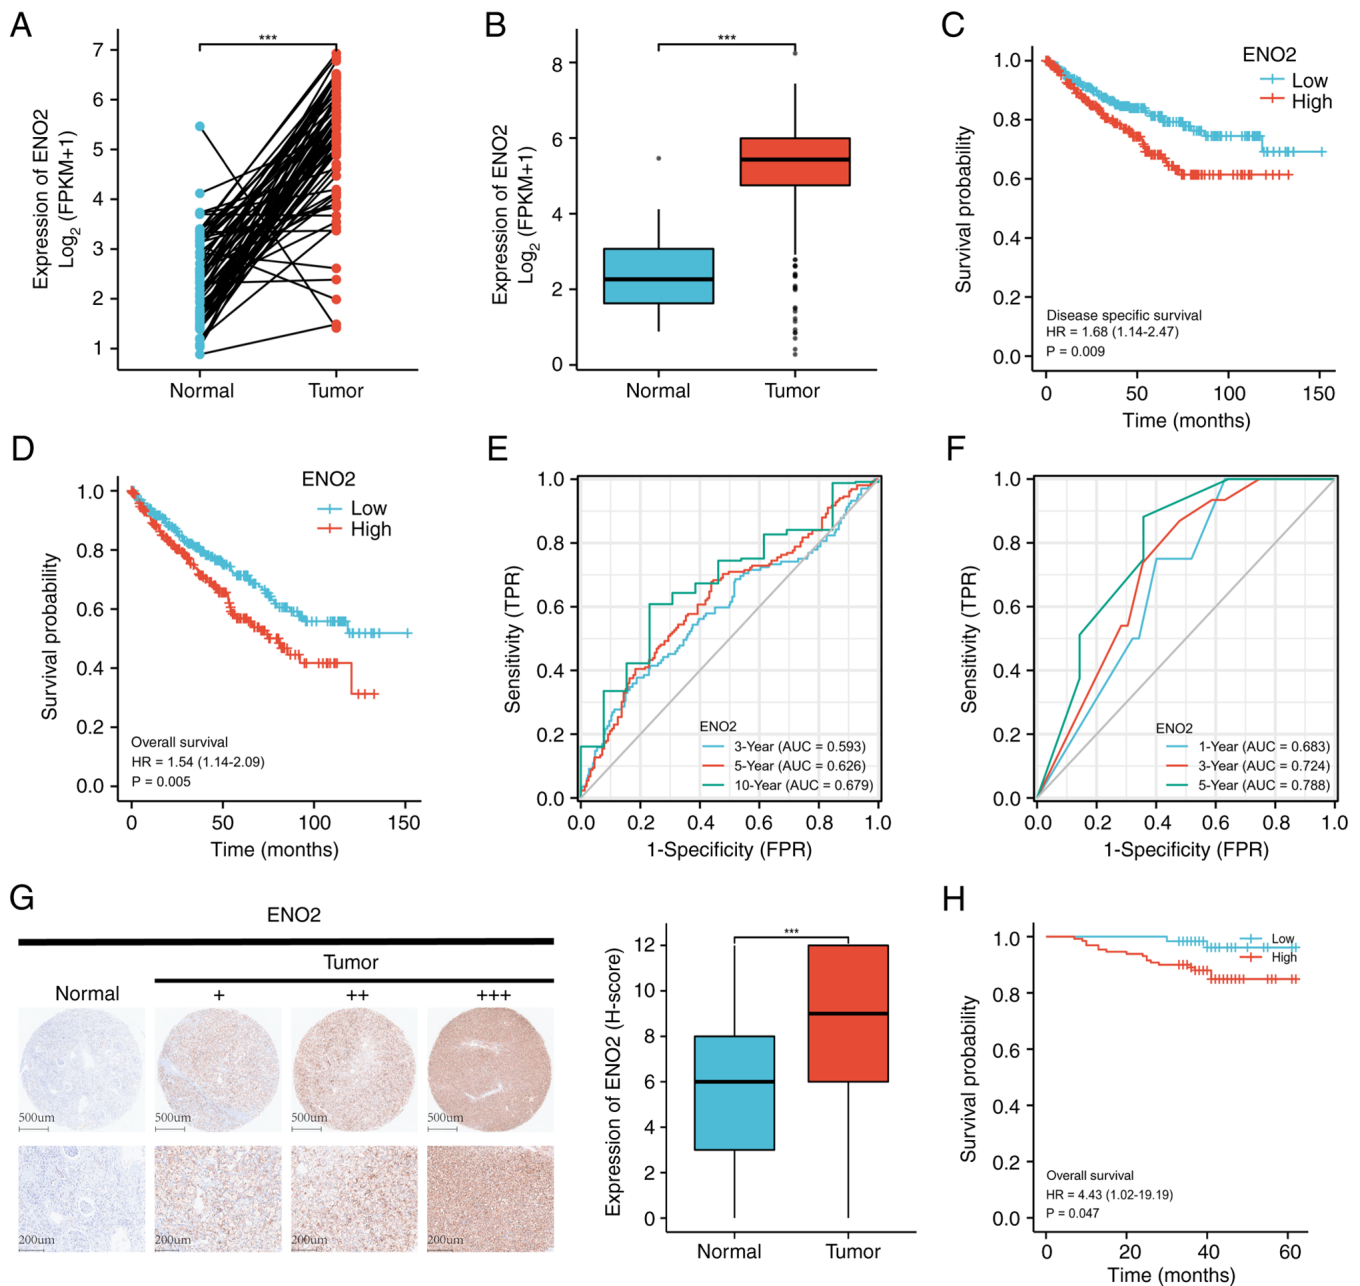 A
7
6
5
4
3
2
1
Expression of ENO2
Log2 (FPKM+1)
***
Normal
Tumor
B
8
6
4
2
0
Expression of ENO2
Log2 (FPKM+1)
***
Normal
Tumor
C
1.0
0.8
0.6
0.4
0.2
0.0
Survival probability
ENO2
Low
High
Disease specific survival
HR = 1.68 (1.14-2.47)
P = 0.009
0
50
100
150
Time (months)
D
1.0
0.8
0.6
0.4
0.2
0.0
Survival probability
ENO2
Low
High
Overall survival
HR = 1.54 (1.14-2.09)
P = 0.005
0
50
100
150
Time (months)
E
1.0
0.8
0.6
0.4
0.2
0.0
Sensitivity (TPR)
ENO2
3-Year (AUC = 0.593)
5-Year (AUC = 0.626)
10-Year (AUC = 0.679)
0.0
0.2
0.4
0.6
0.8
1.0
1-Specificity (FPR)
F
1.0
0.8
0.6
0.4
0.2
0.0
Sensitivity (TPR)
ENO2
1-Year (AUC = 0.683)
3-Year (AUC = 0.724)
5-Year (AUC = 0.788)
0.0
0.2
0.4
0.6
0.8
1.0
1-Specificity (FPR)
G
ENO2
Tumor
Normal
+
++
+++
500um
500um
500um
500um
200um
200um
200um
200um
12
10
8
6
4
2
0
Expression of ENO2 (H-score)
***
Normal
Tumor
H
1.0
0.8
0.6
0.4
0.2
0.0
Survival probability
Low
High
Overall survival
HR = 4.43 (1.02-19.19)
P = 0.047
0
20
40
60
Time (months)